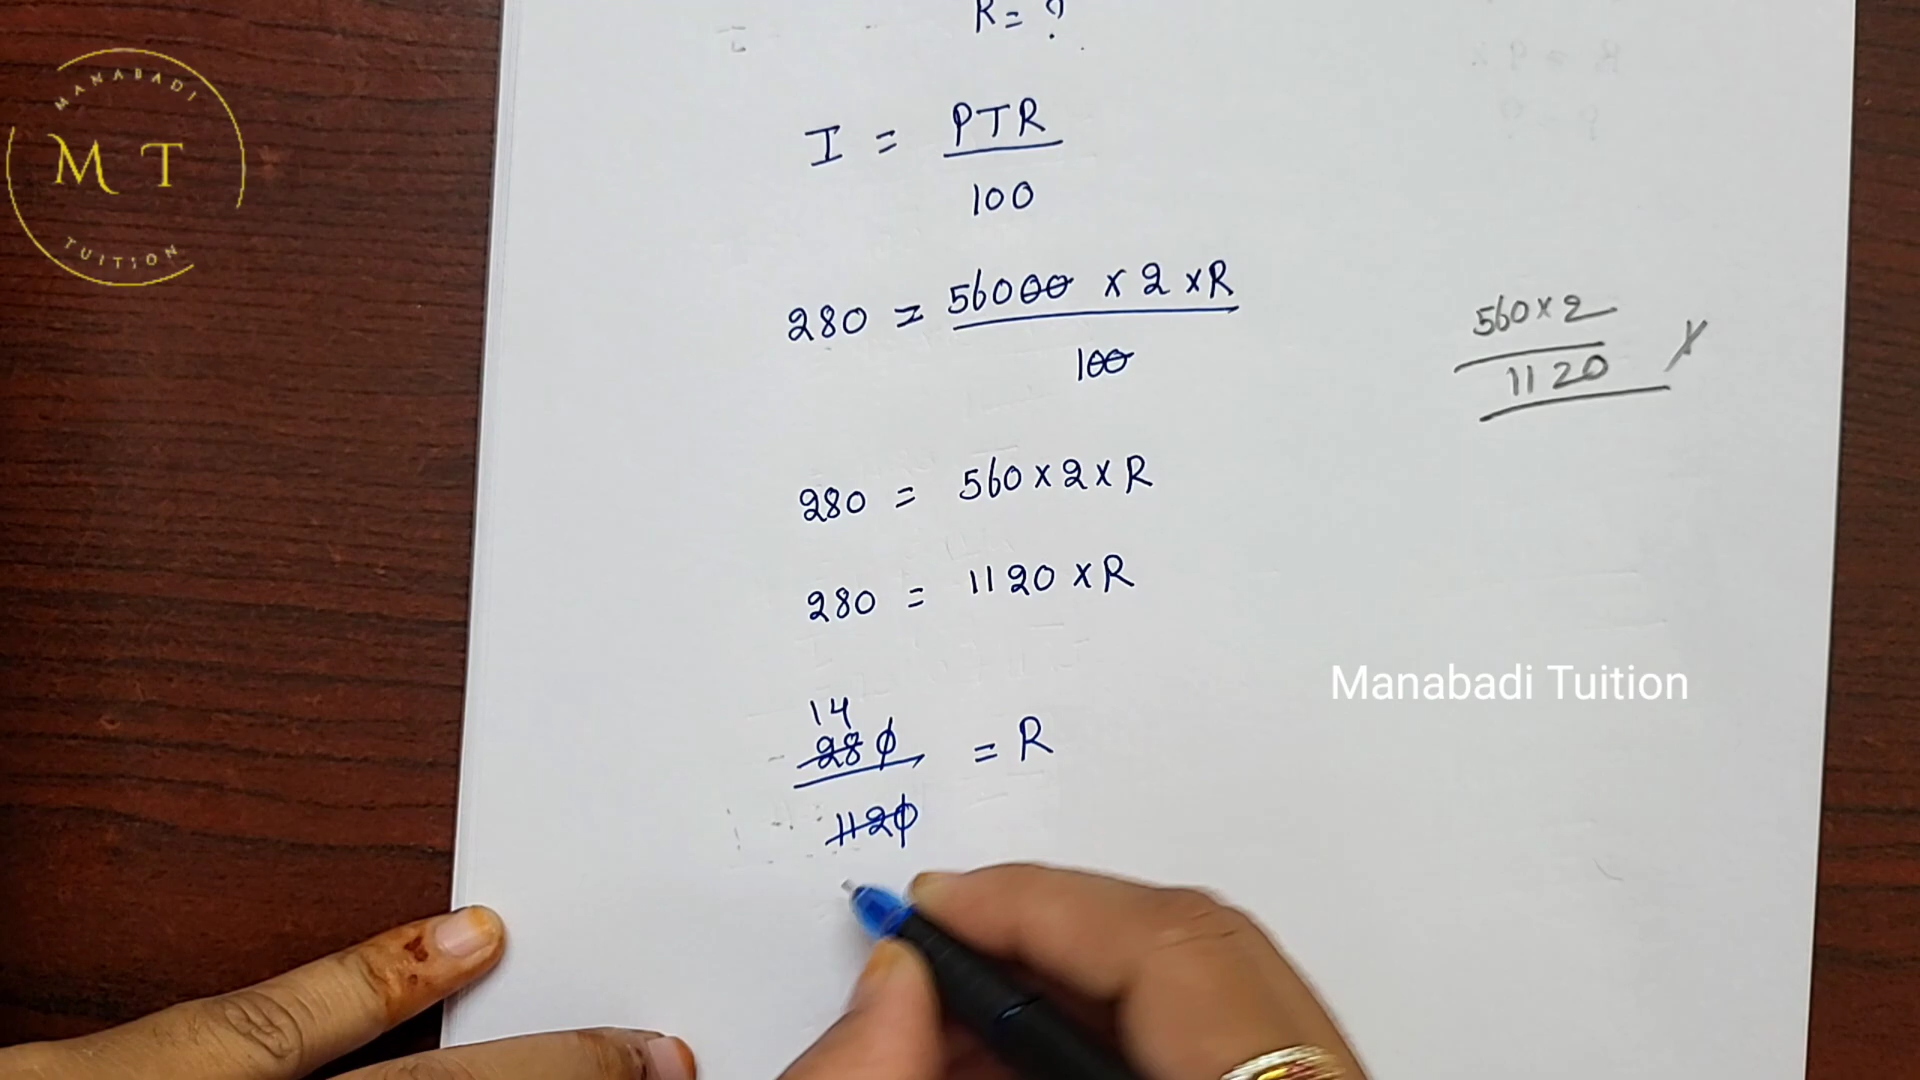 MANABADI
M T
TUITION
R = ?
I = PTR
100
280 = 56000 x 2 x R
100
560 x 2
1120
280 = 560 x 2 x R
280 = 1120 x R
Manabadi Tuition
14
280 = R
1120